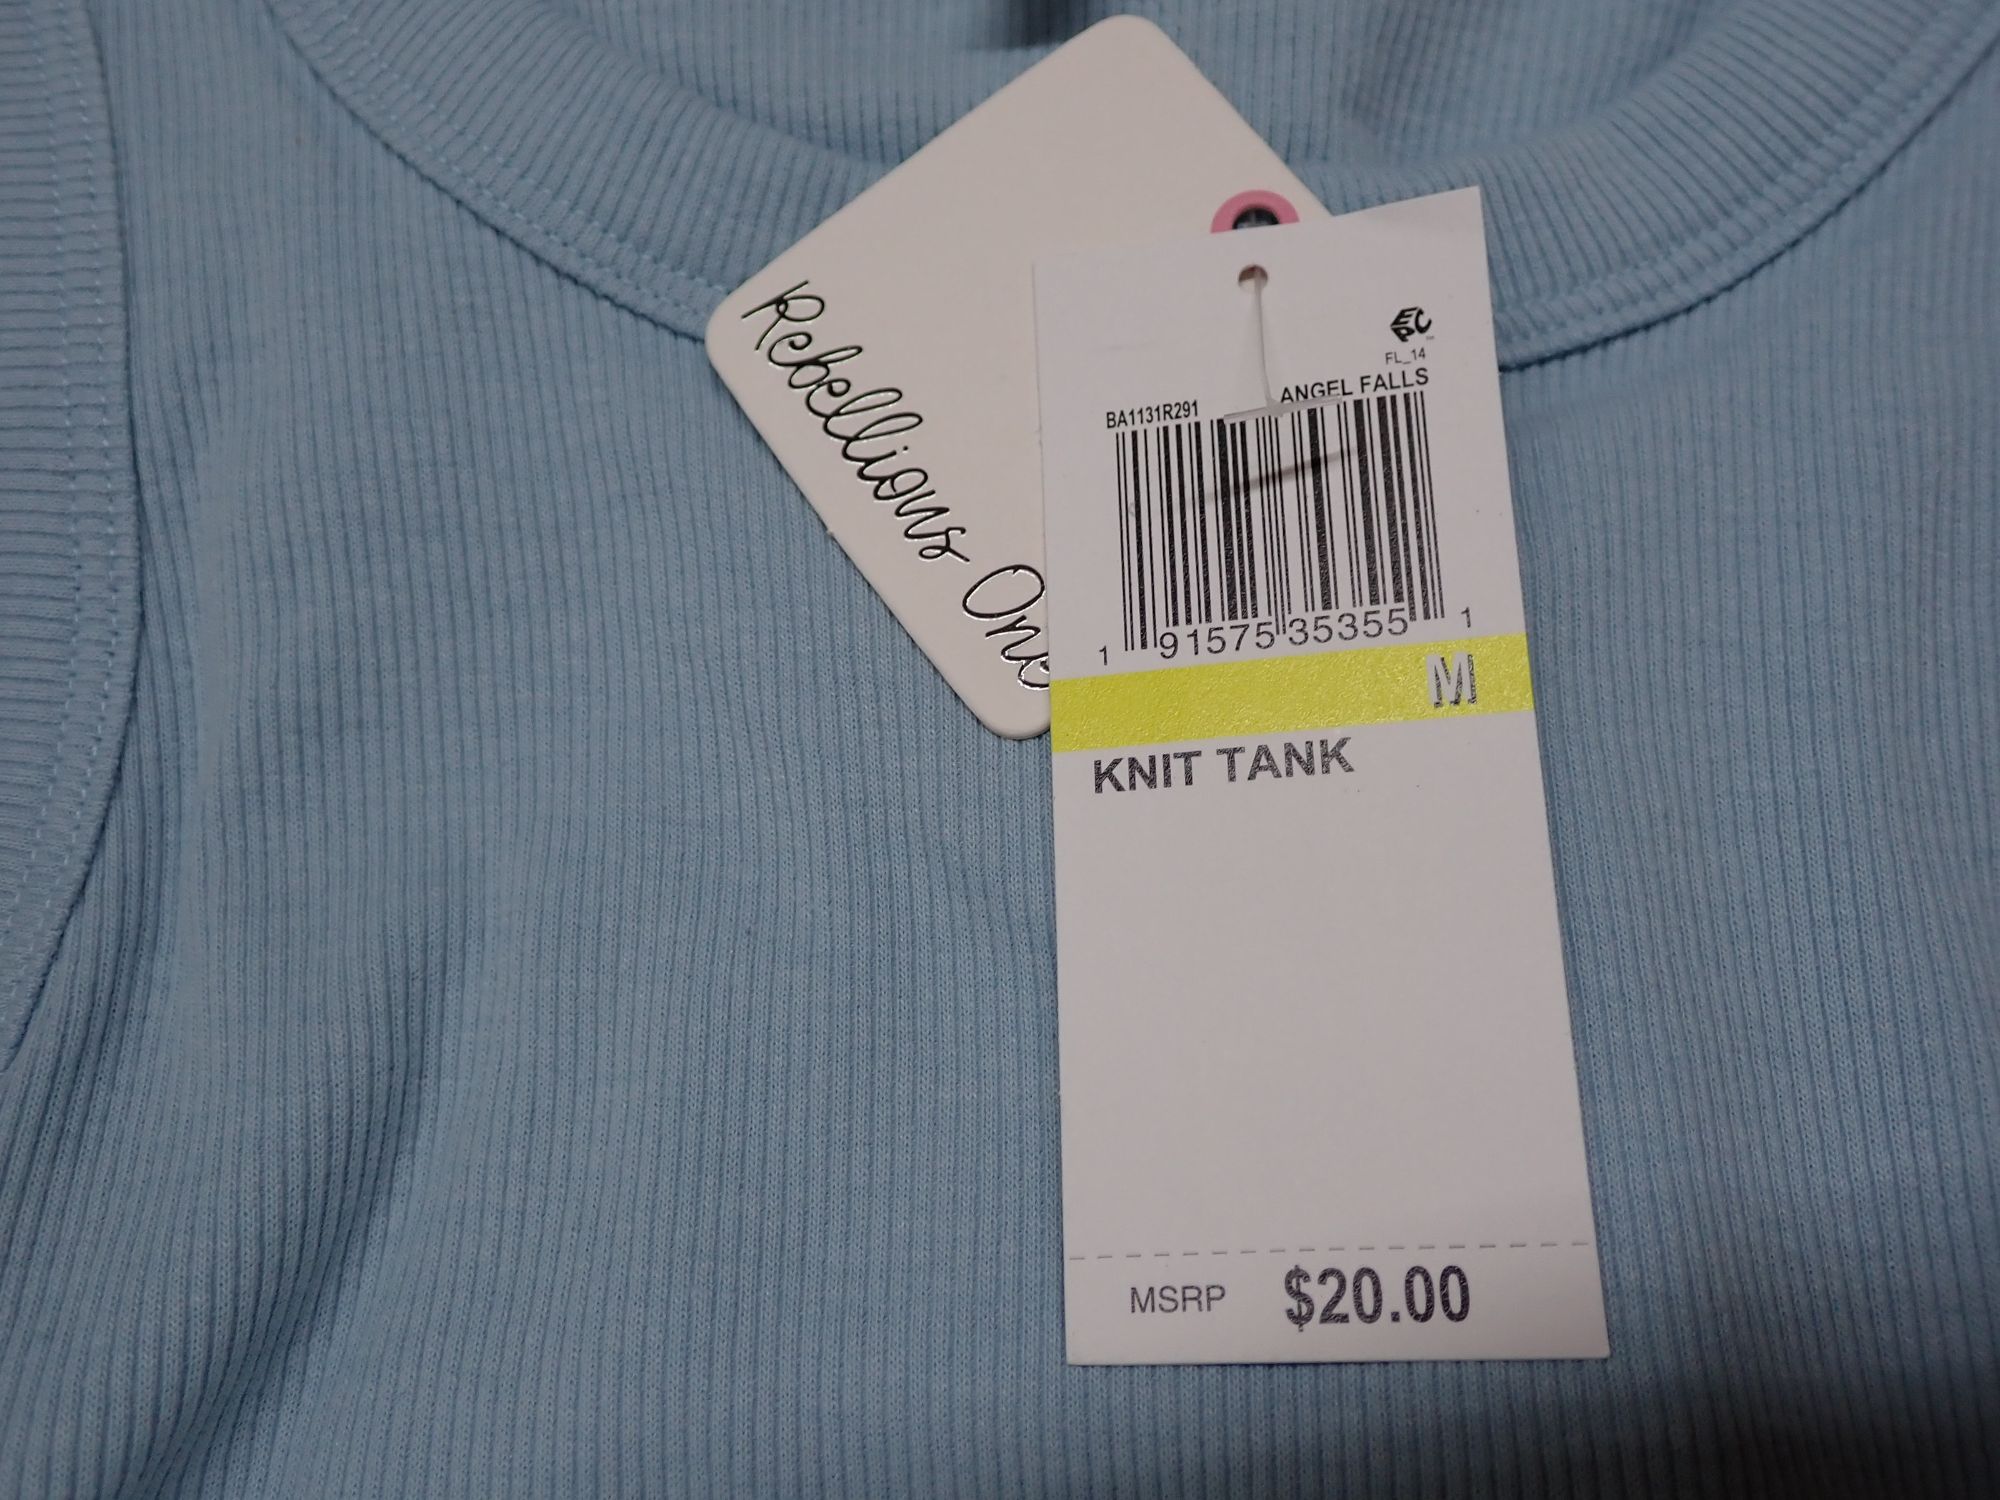 Rebellious One
EPC
FL_14
BA1131R291
ANGEL FALLS
1 91575 35355 1
M
KNIT TANK
MSRP $20.00